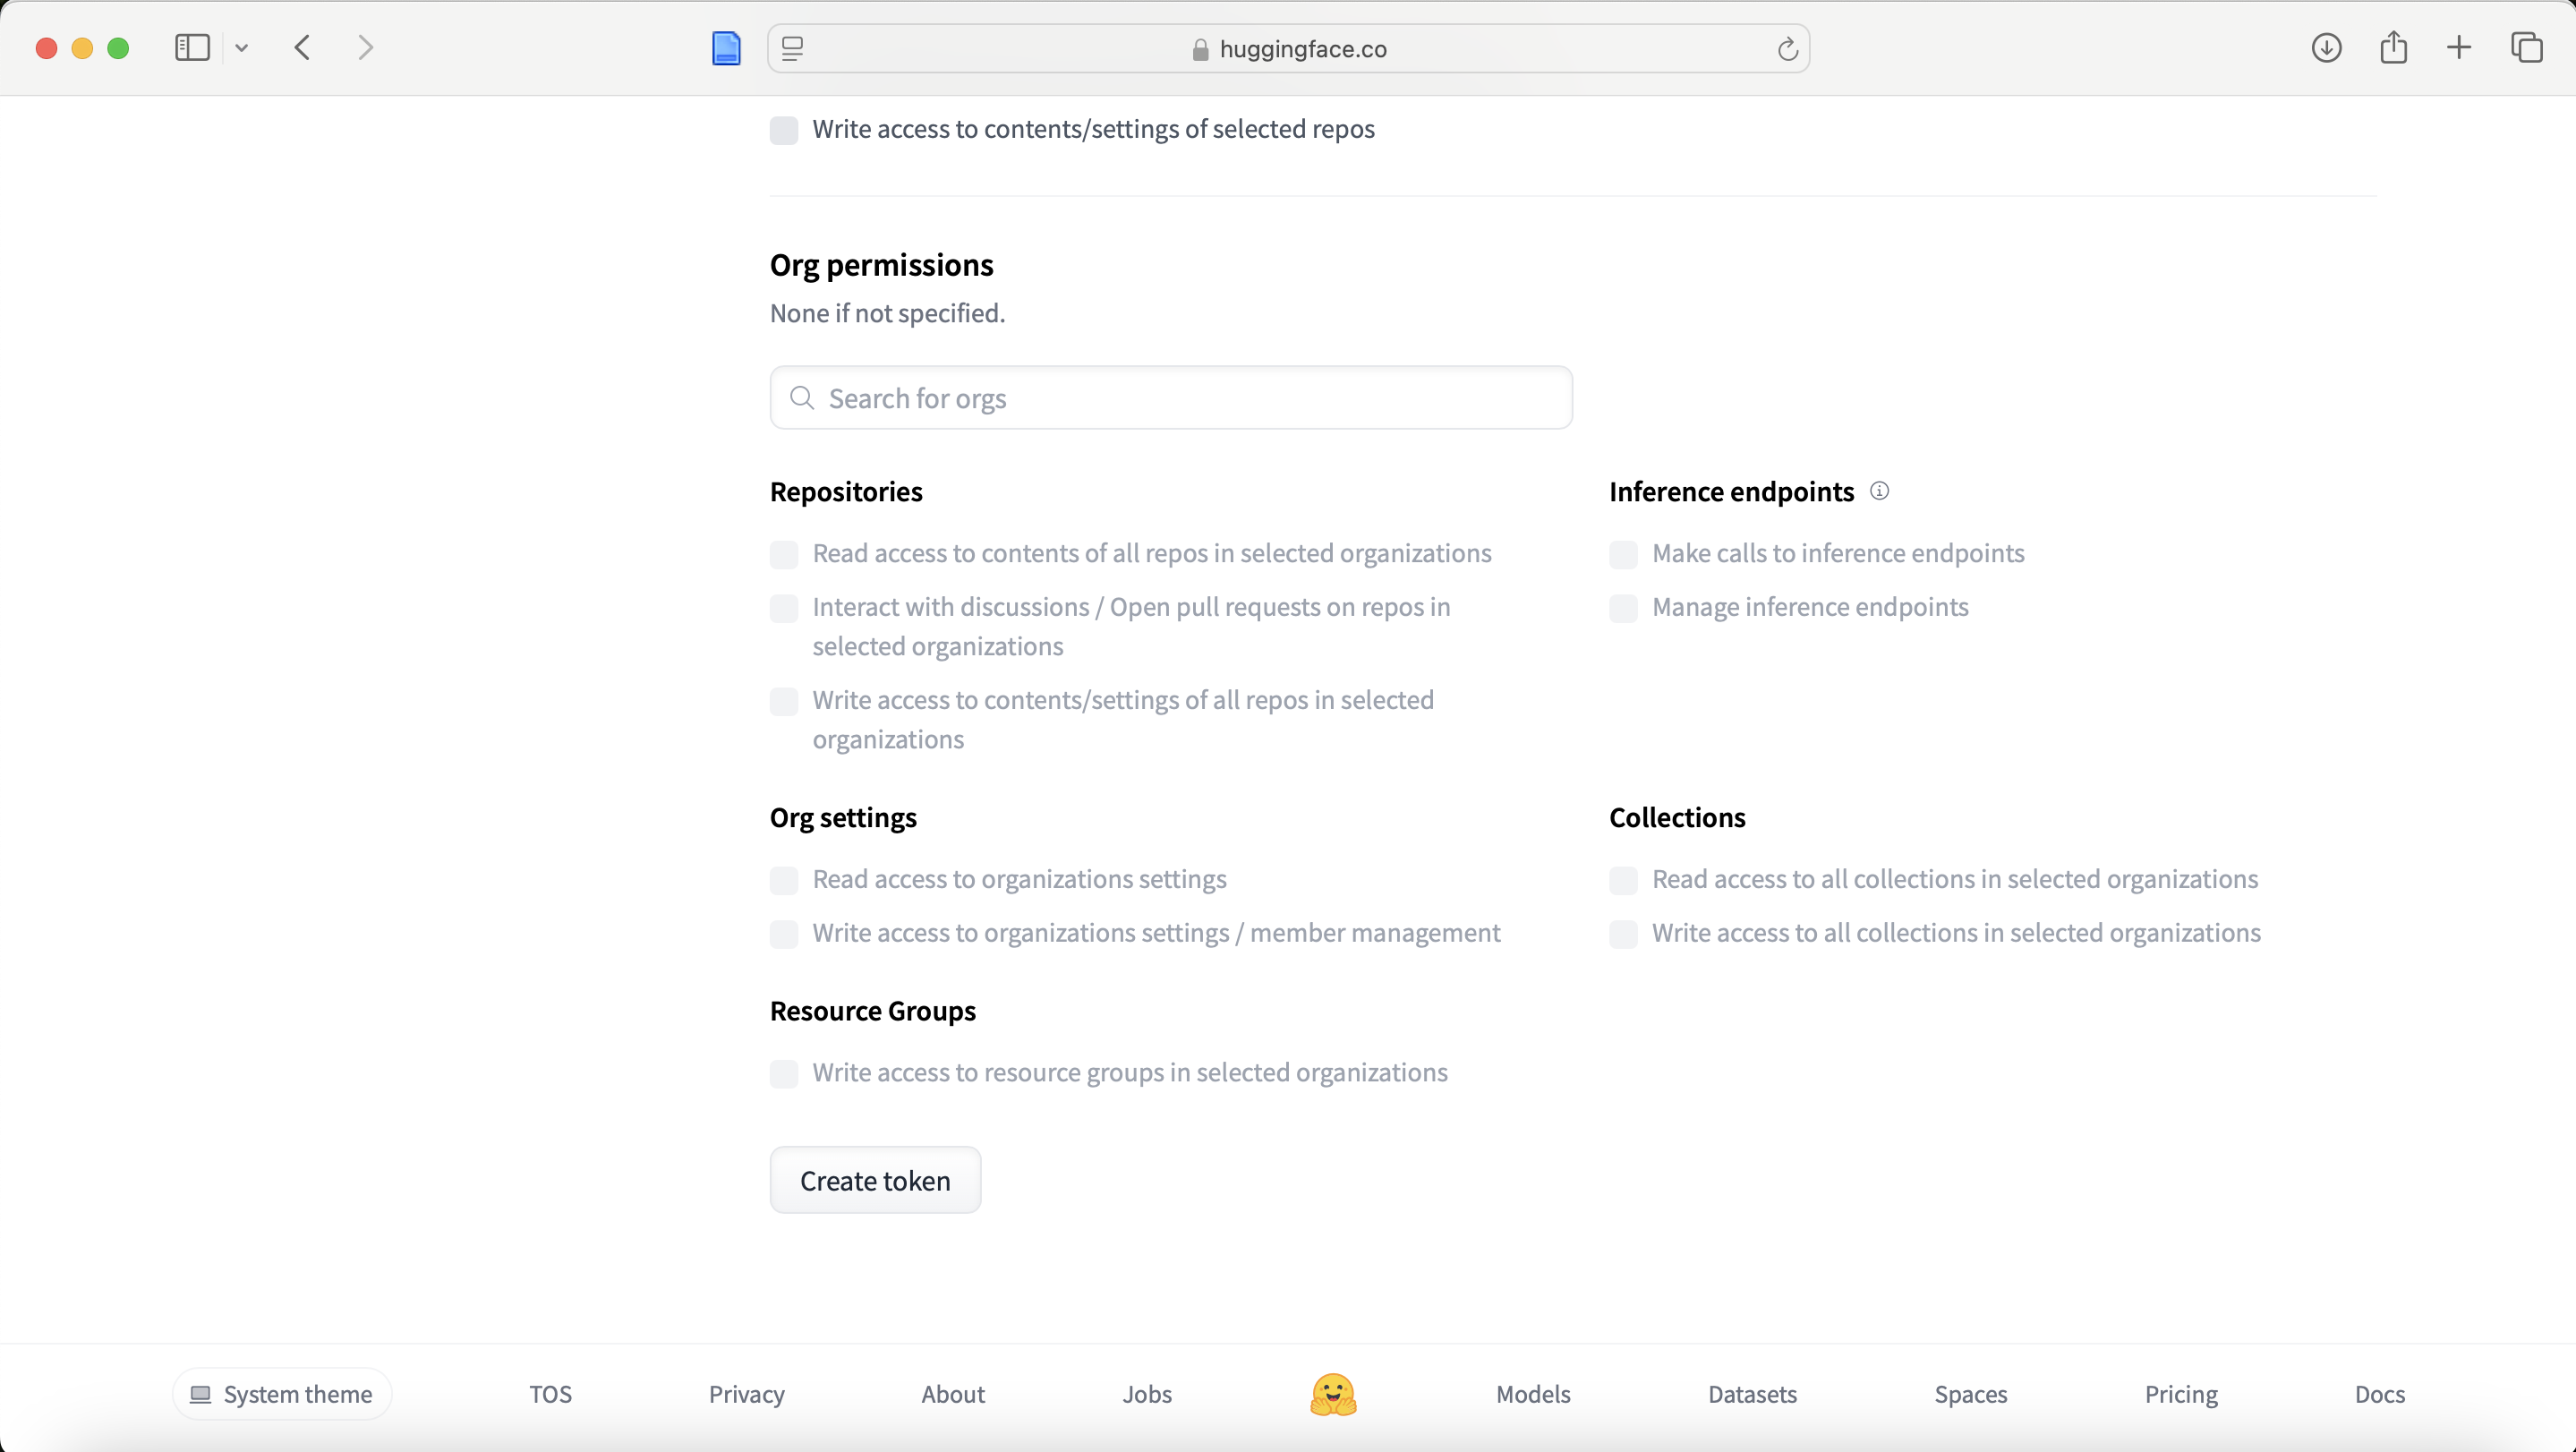 huggingface.co
Write access to contents/settings of selected repos
Org permissions
None if not specified.
Search for orgs
Repositories
Read access to contents of all repos in selected organizations
Interact with discussions / Open pull requests on repos in
selected organizations
Write access to contents/settings of all repos in selected
organizations
Inference endpoints
Make calls to inference endpoints
Manage inference endpoints
Org settings
Read access to organizations settings
Write access to organizations settings / member management
Collections
Read access to all collections in selected organizations
Write access to all collections in selected organizations
Resource Groups
Write access to resource groups in selected organizations
Create token
System theme
TOS
Privacy
About
Jobs
Models
Datasets
Spaces
Pricing
Docs